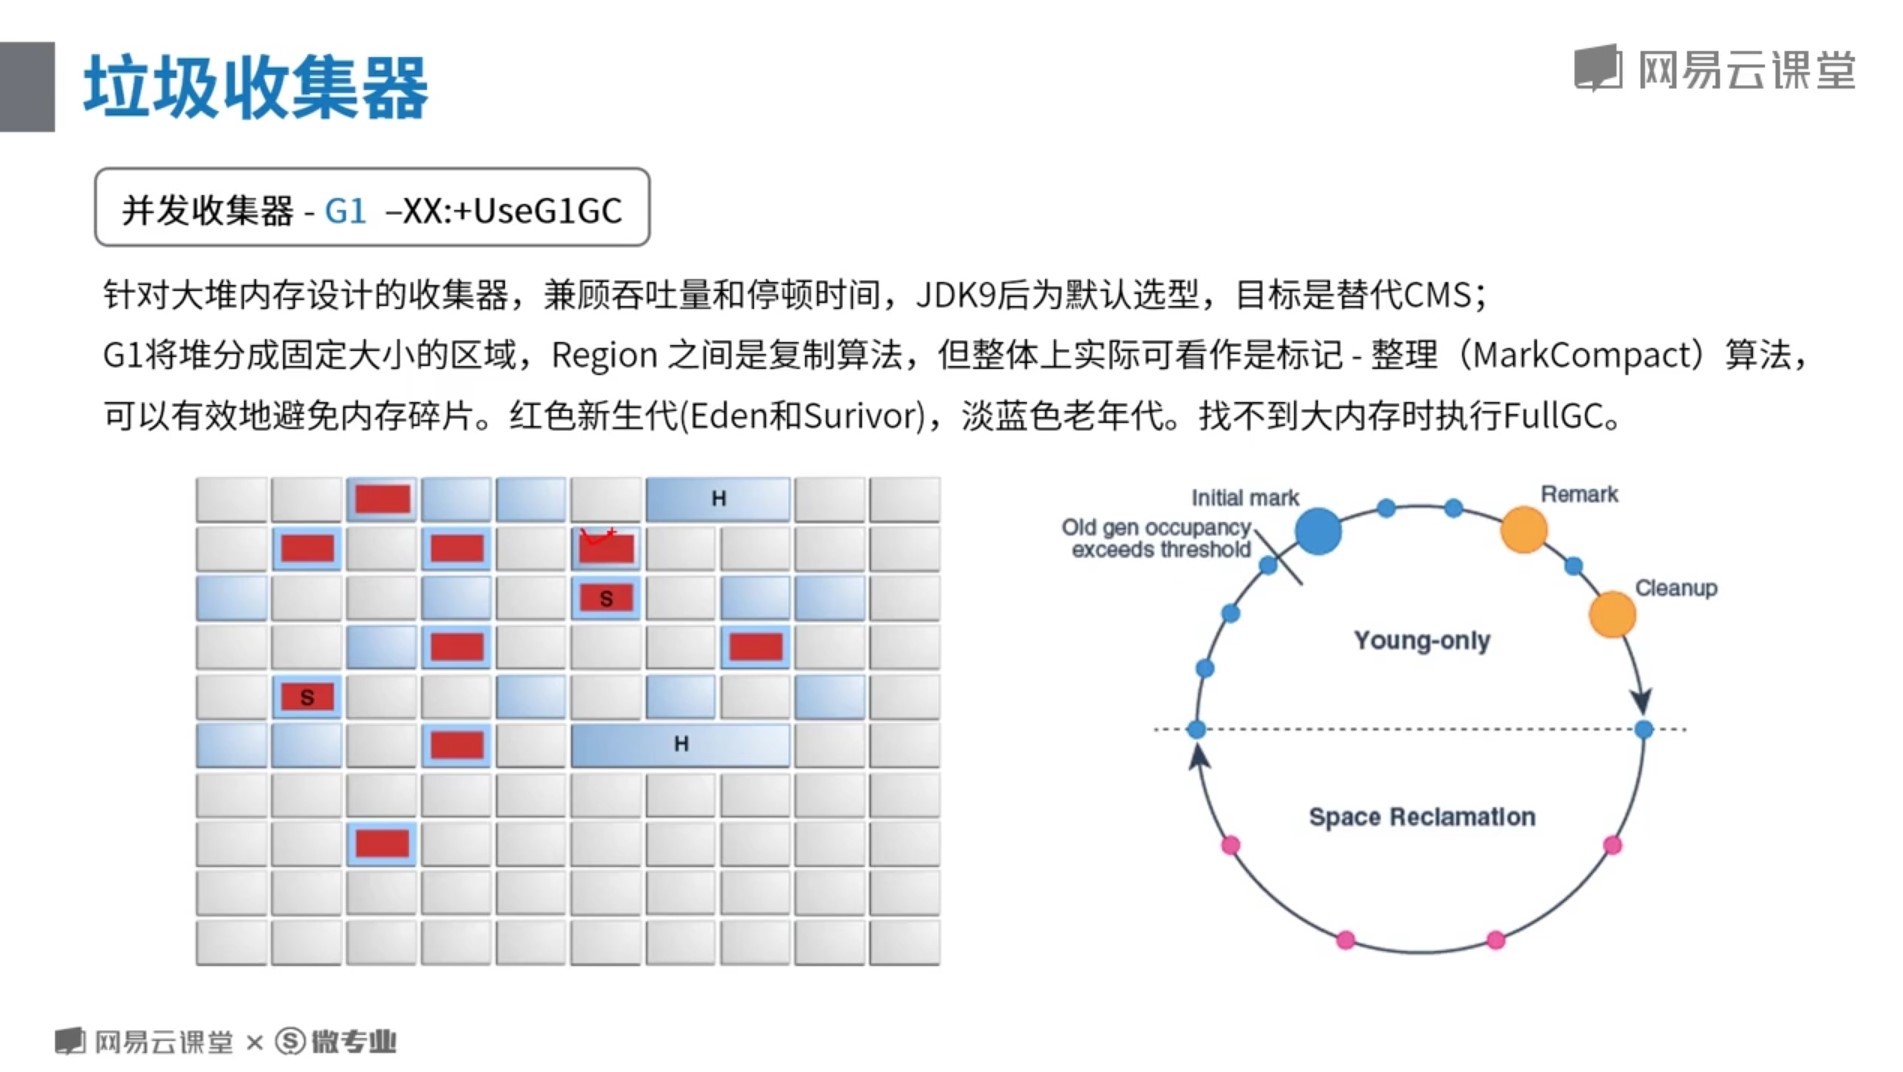 垃圾收集器
网易云课堂
并发收集器 - G1 –XX:+UseG1GC
针对大堆内存设计的收集器，兼顾吞吐量和停顿时间，JDK9后为默认选型，目标是替代CMS；
G1将堆分成固定大小的区域，Region 之间是复制算法，但整体上实际可看作是标记 - 整理（MarkCompact）算法，
可以有效地避免内存碎片。红色新生代(Eden和Surivor)，淡蓝色老年代。找不到大内存时执行FullGC。
H
S
S
H
Initial mark
Old gen occupancy
exceeds threshold
Remark
Cleanup
Young-only
Space Reclamation
网易云课堂 × Ⓢ微专业